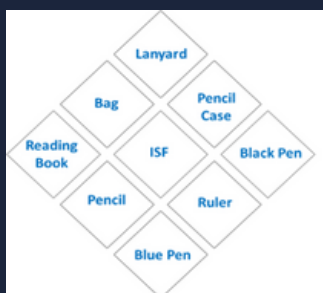 Lanyard
Bag
Pencil
Case
Reading
Book
ISF
Black Pen
Pencil
Ruler
Blue Pen